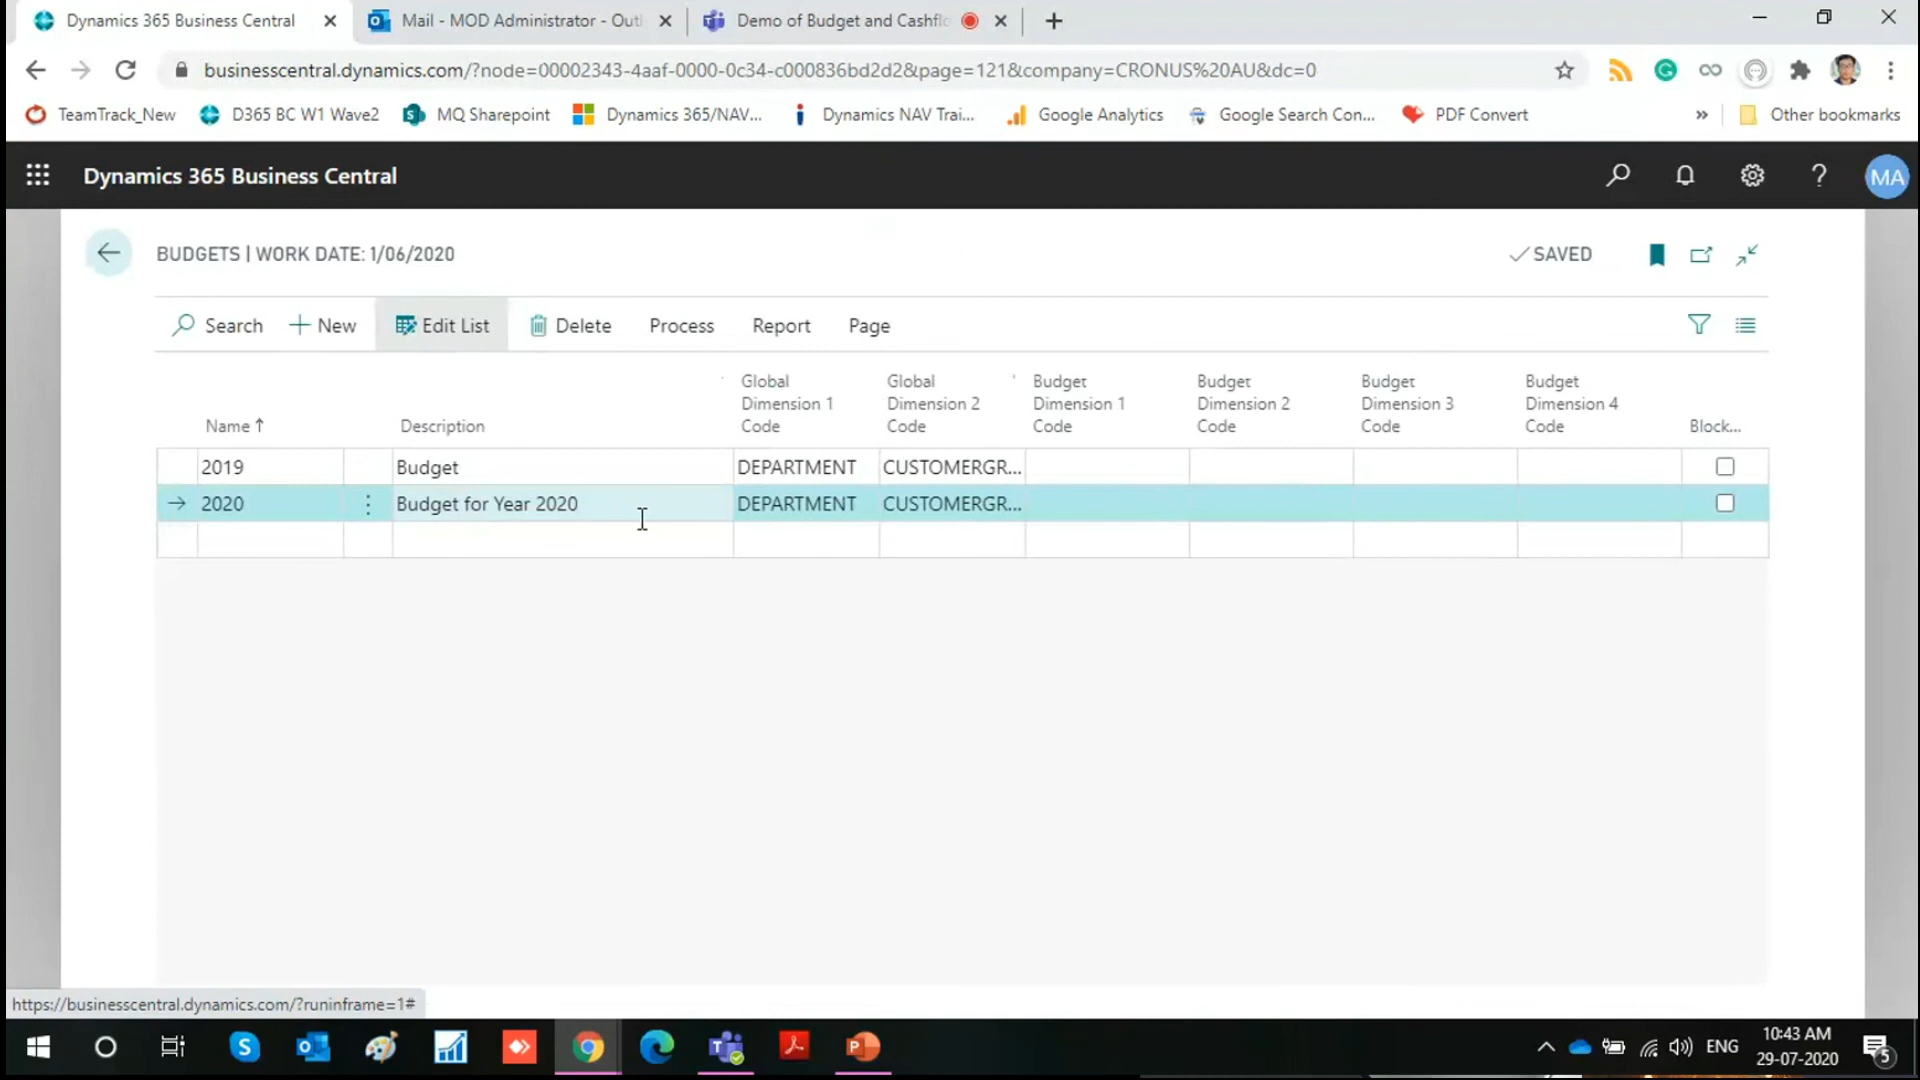 Dynamics 365 Business Central
Mail - MOD Administrator - Outl
Demo of Budget and Cashfl
businesscentral.dynamics.com/?node=00002343-4aaf-0000-0c34-c000836bd2d2&page=121&company=CRONUS%20AU&dc=0
TeamTrack_New
D365 BC W1 Wave2
MQ Sharepoint
Dynamics 365/NAV...
Dynamics NAV Trai...
Google Analytics
Google Search Con...
PDF Convert
»
Other bookmarks
Dynamics 365 Business Central
?
MA
BUDGETS | WORK DATE: 1/06/2020
SAVED
Search
New
Edit List
Delete
Process
Report
Page
Name ↑
Description
Global
Dimension 1
Code
Global
Dimension 2
Code
Budget
Dimension 1
Code
Budget
Dimension 2
Code
Budget
Dimension 3
Code
Budget
Dimension 4
Code
Block...
2019 Budget DEPARTMENT CUSTOMERGR...
2020 Budget for Year 2020 DEPARTMENT CUSTOMERGR...
https://businesscentral.dynamics.com/?runinframe=1#
ENG
10:43 AM
29-07-2020
5